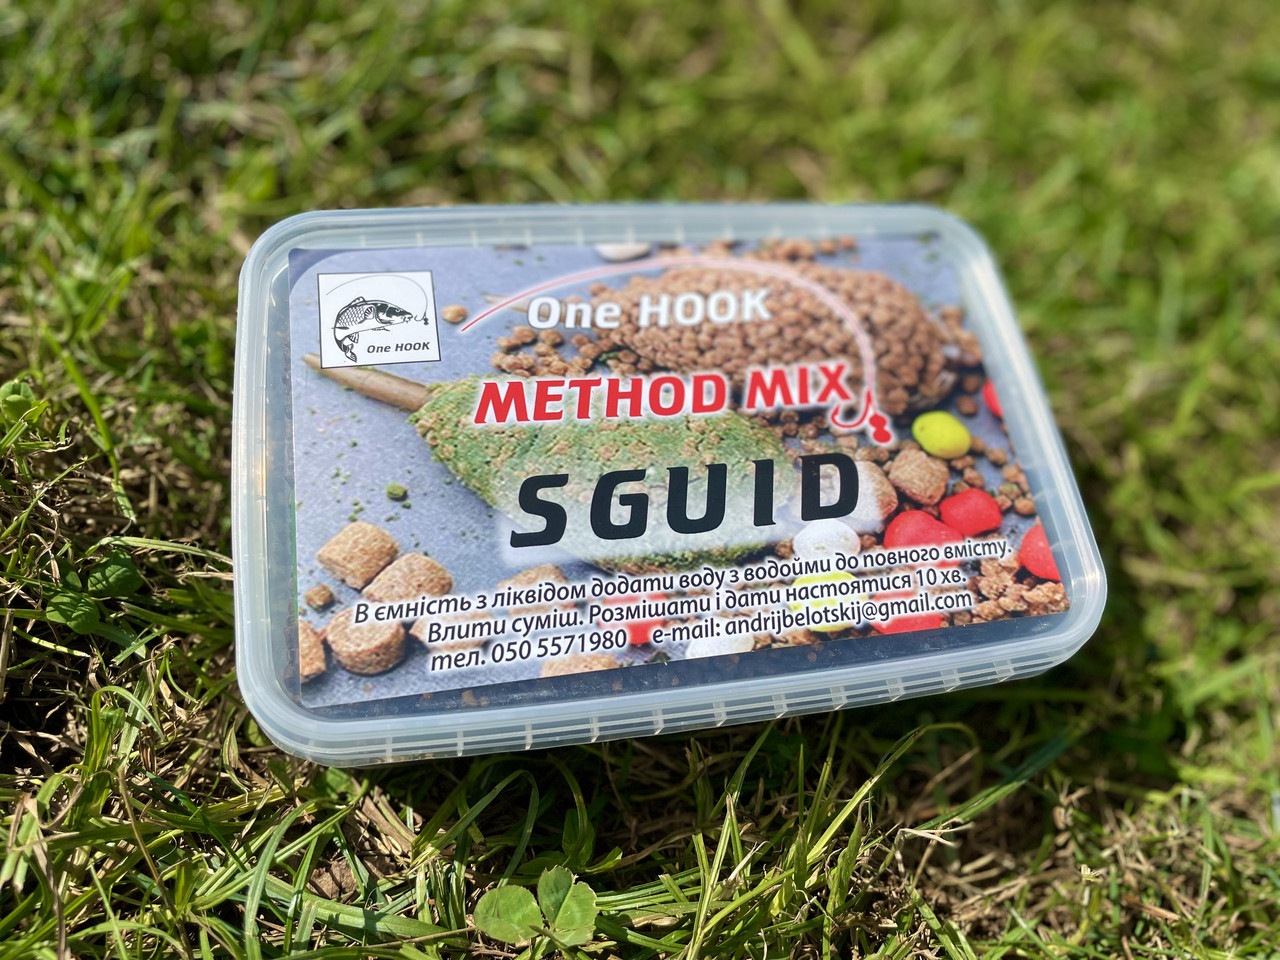 One HOOK
One HOOK
METHOD MIX
SGUID
В ємність з ліквідом додати воду з водойми до повного вмісту.
Влити суміш. Розмішати і дати настоятися 10 хв.
тел. 050 5571980 e-mail: andrijbelotskij@gmail.com